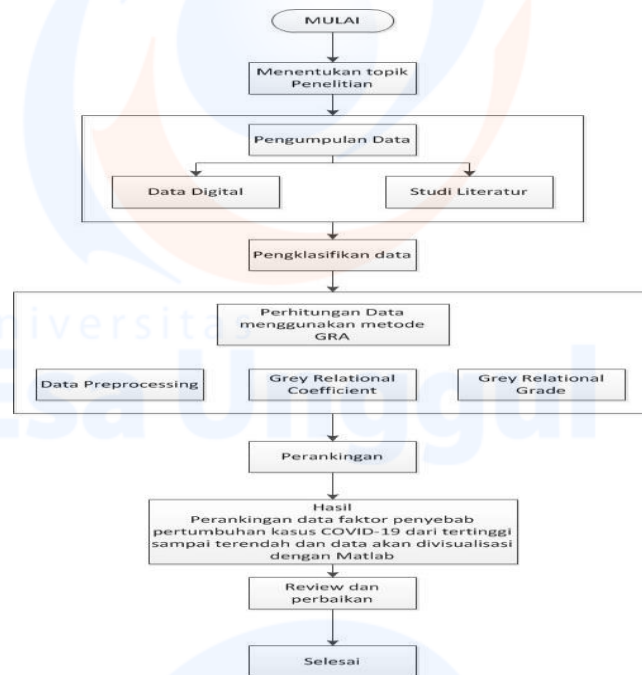 MULAI
Menentukan topik
Penelitian
Pengumpulan Data
Data Digital
Studi Literatur
Pengklasifikan data
Perhitungan Data
menggunakan metode
GRA
Data Preprocessing
Grey Relational
Coefficient
Grey Relational
Grade
Perankingan
Hasil
Perankingan data faktor penyebab
pertumbuhan kasus COVID-19 dari tertinggi
sampai terendah dan data akan divisualisasi
dengan Matlab
Review dan
perbaikan
Selesai
niversitas
Esa Unggul